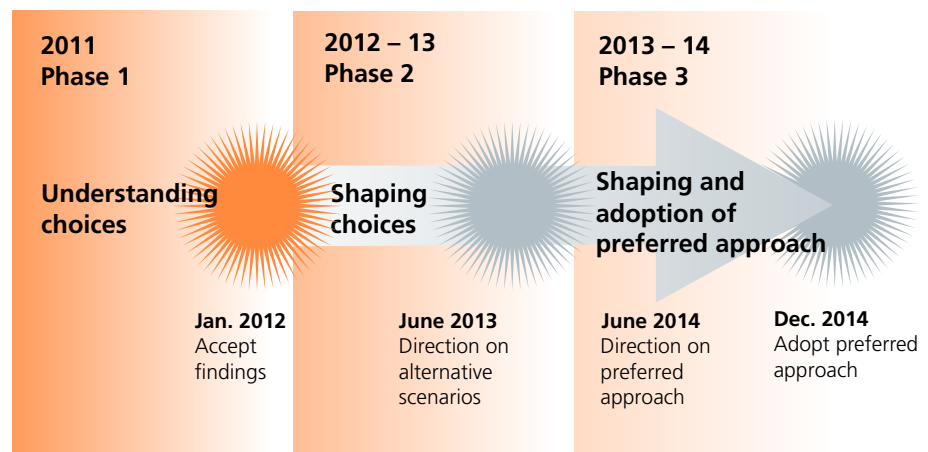 2011
Phase 1
2012 – 13
Phase 2
2013 – 14
Phase 3
Understanding
choices
Shaping
choices
Shaping and
adoption of
preferred approach
Jan. 2012
Accept
findings
June 2013
Direction on
alternative
scenarios
June 2014
Direction on
preferred
approach
Dec. 2014
Adopt preferred
approach